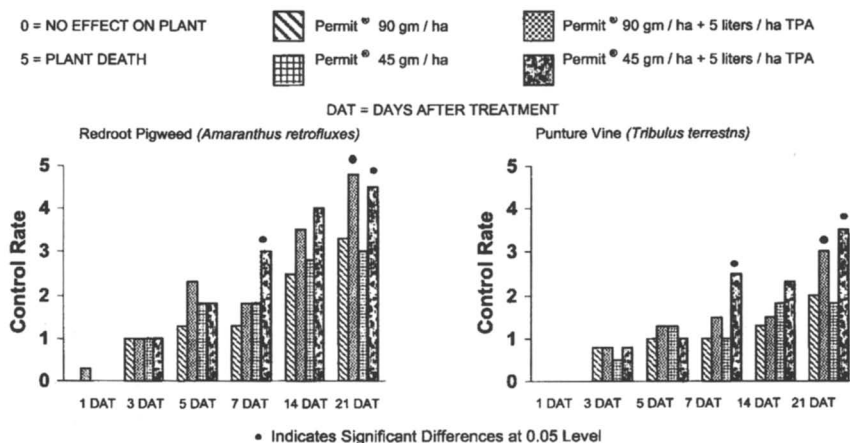 0 = NO EFFECT ON PLANT
5 = PLANT DEATH
Permit ® 90 gm / ha
Permit ® 45 gm / ha
Permit ® 90 gm / ha + 5 liters / ha TPA
Permit ® 45 gm / ha + 5 liters / ha TPA
DAT = DAYS AFTER TREATMENT
Redroot Pigweed (Amaranthus retrofluxes)
Control Rate
5
4
3
2
1
0
1 DAT 3 DAT 5 DAT 7 DAT 14 DAT 21 DAT
Punture Vine (Tribulus terrestns)
Control Rate
5
4
3
2
1
0
1 DAT 3 DAT 5 DAT 7 DAT 14 DAT 21 DAT
• Indicates Significant Differences at 0.05 Level